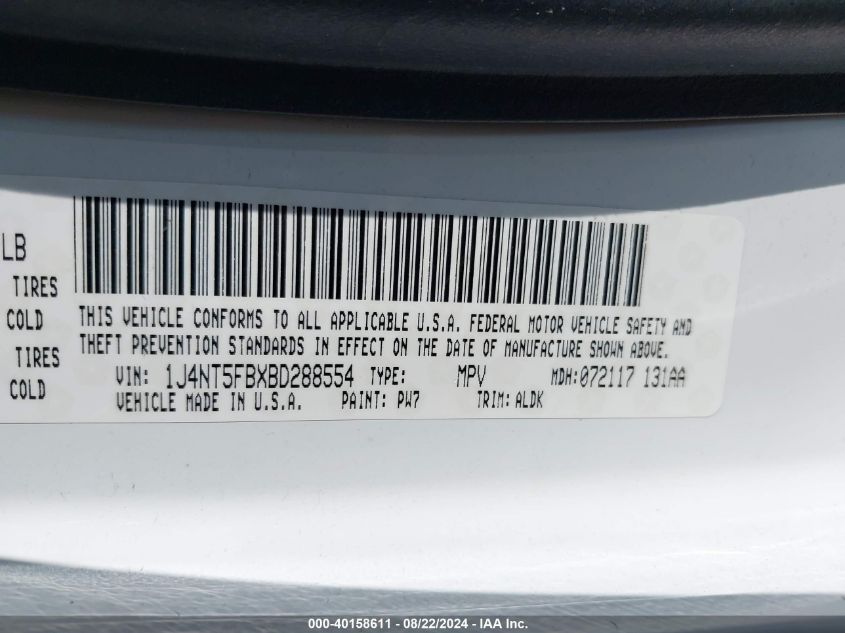 LB
TIRES
COLD
TIRES
COLD
THIS VEHICLE CONFORMS TO ALL APPLICABLE U.S.A. FEDERAL MOTOR VEHICLE SAFETY AND
THEFT PREVENTION STANDARDS IN EFFECT ON THE DATE OF MANUFACTURE SHOWN ABOVE.
VIN: 1J4NT5FBXBD288554 TYPE: MPV MDH:072117 131AA
VEHICLE MADE IN U.S.A. PAINT: PW7 TRIM: ALDK
000-40158611 - 08/22/2024 - IAA Inc.